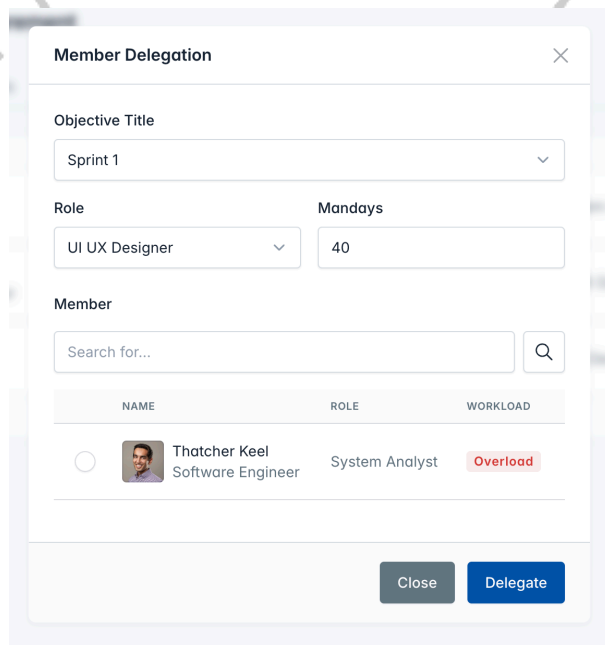 Member Delegation
Objective Title
Sprint 1
Role
Mandays
UI UX Designer
40
Member
Search for...
NAME
ROLE
WORKLOAD
Thatcher Keel
Software Engineer
System Analyst
Overload
Close
Delegate